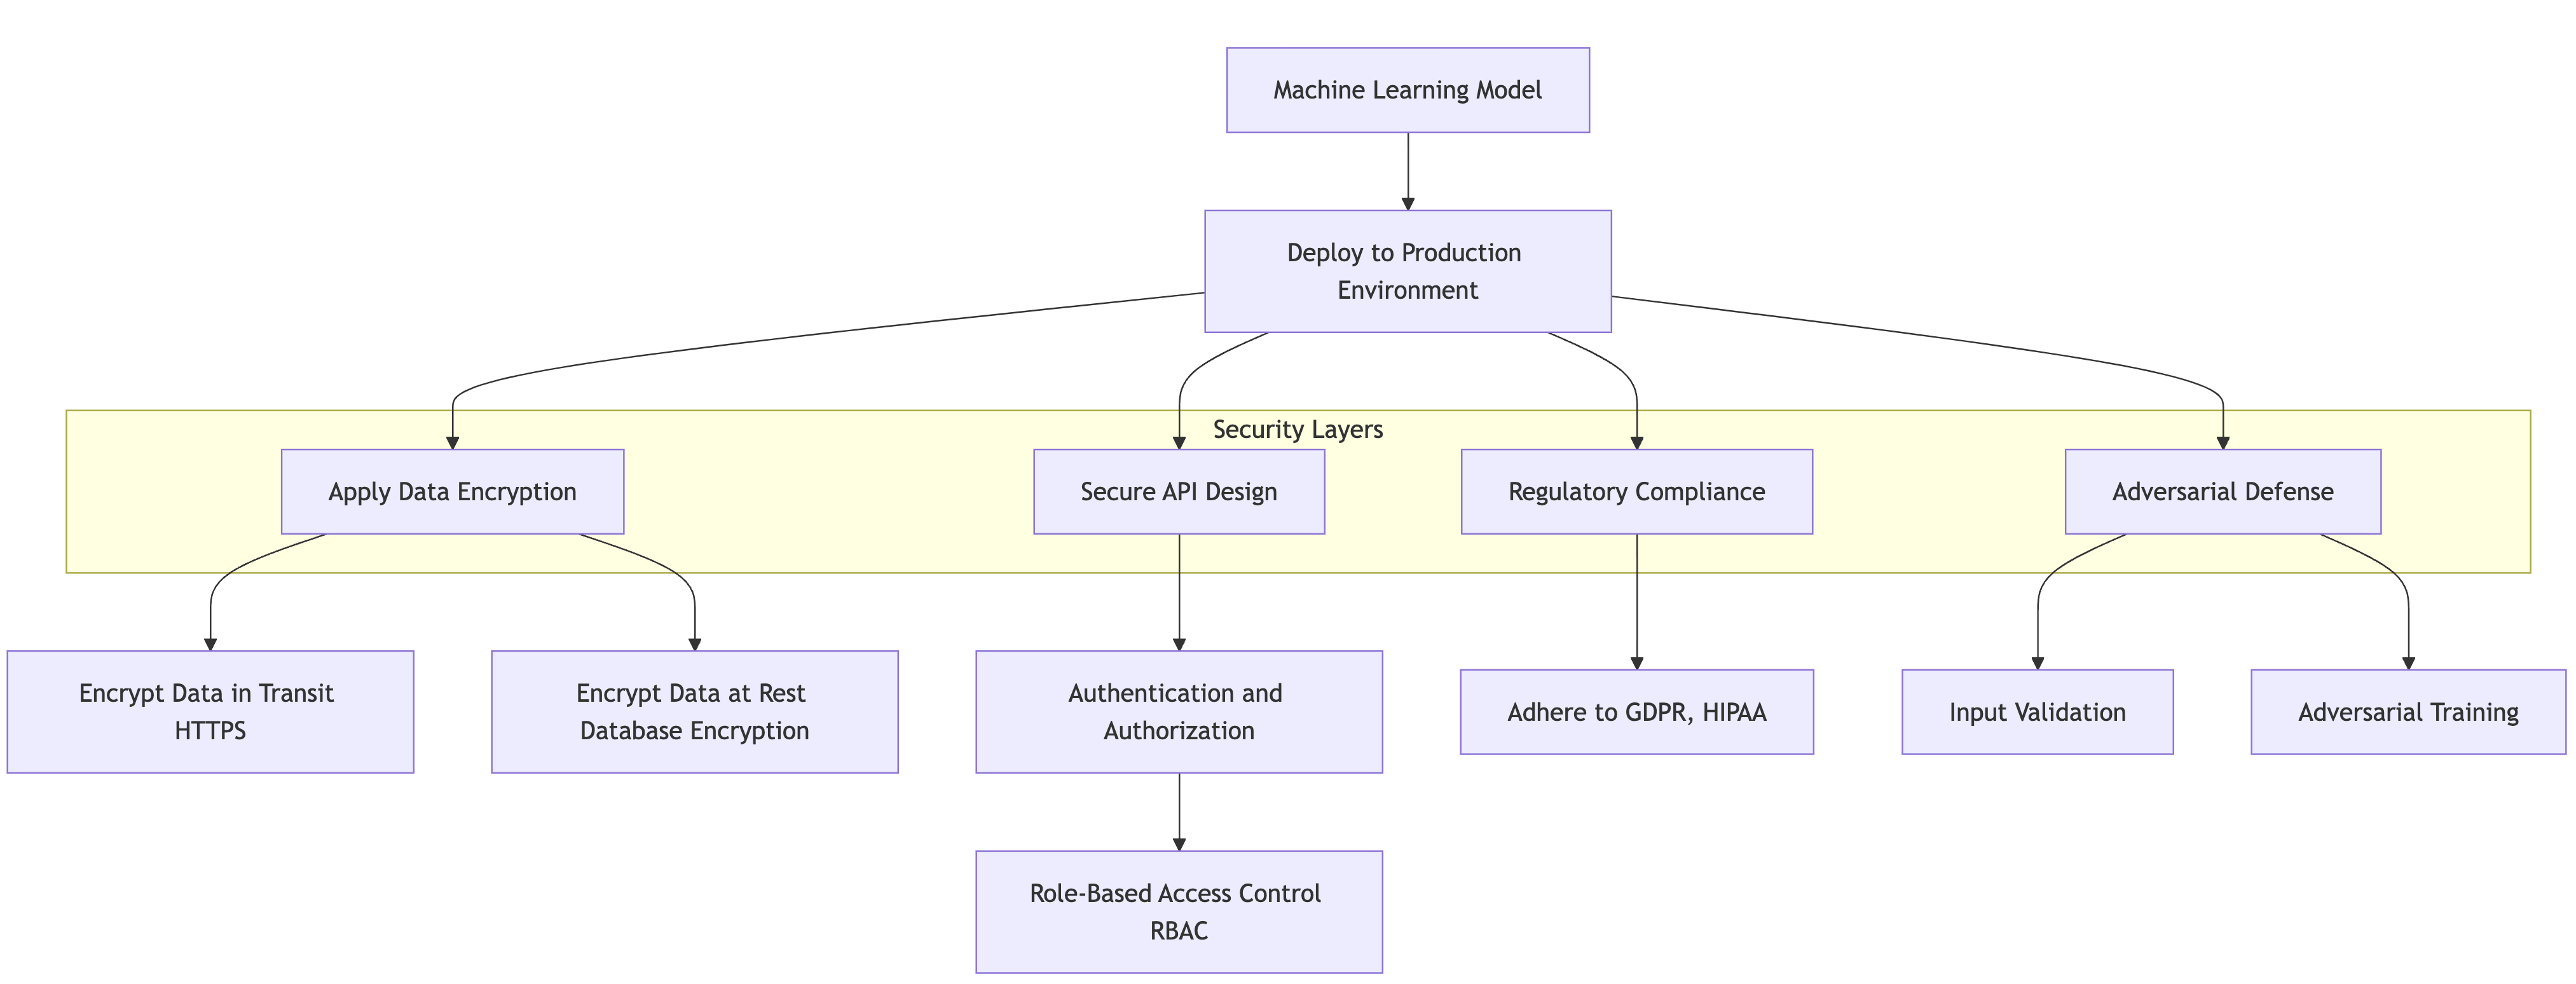 Machine Learning Model
Deploy to Production
Environment
Security Layers
Apply Data Encryption
Secure API Design
Regulatory Compliance
Adversarial Defense
Encrypt Data in Transit
HTTPS
Encrypt Data at Rest
Database Encryption
Authentication and
Authorization
Adhere to GDPR, HIPAA
Input Validation
Adversarial Training
Role-Based Access Control
RBAC